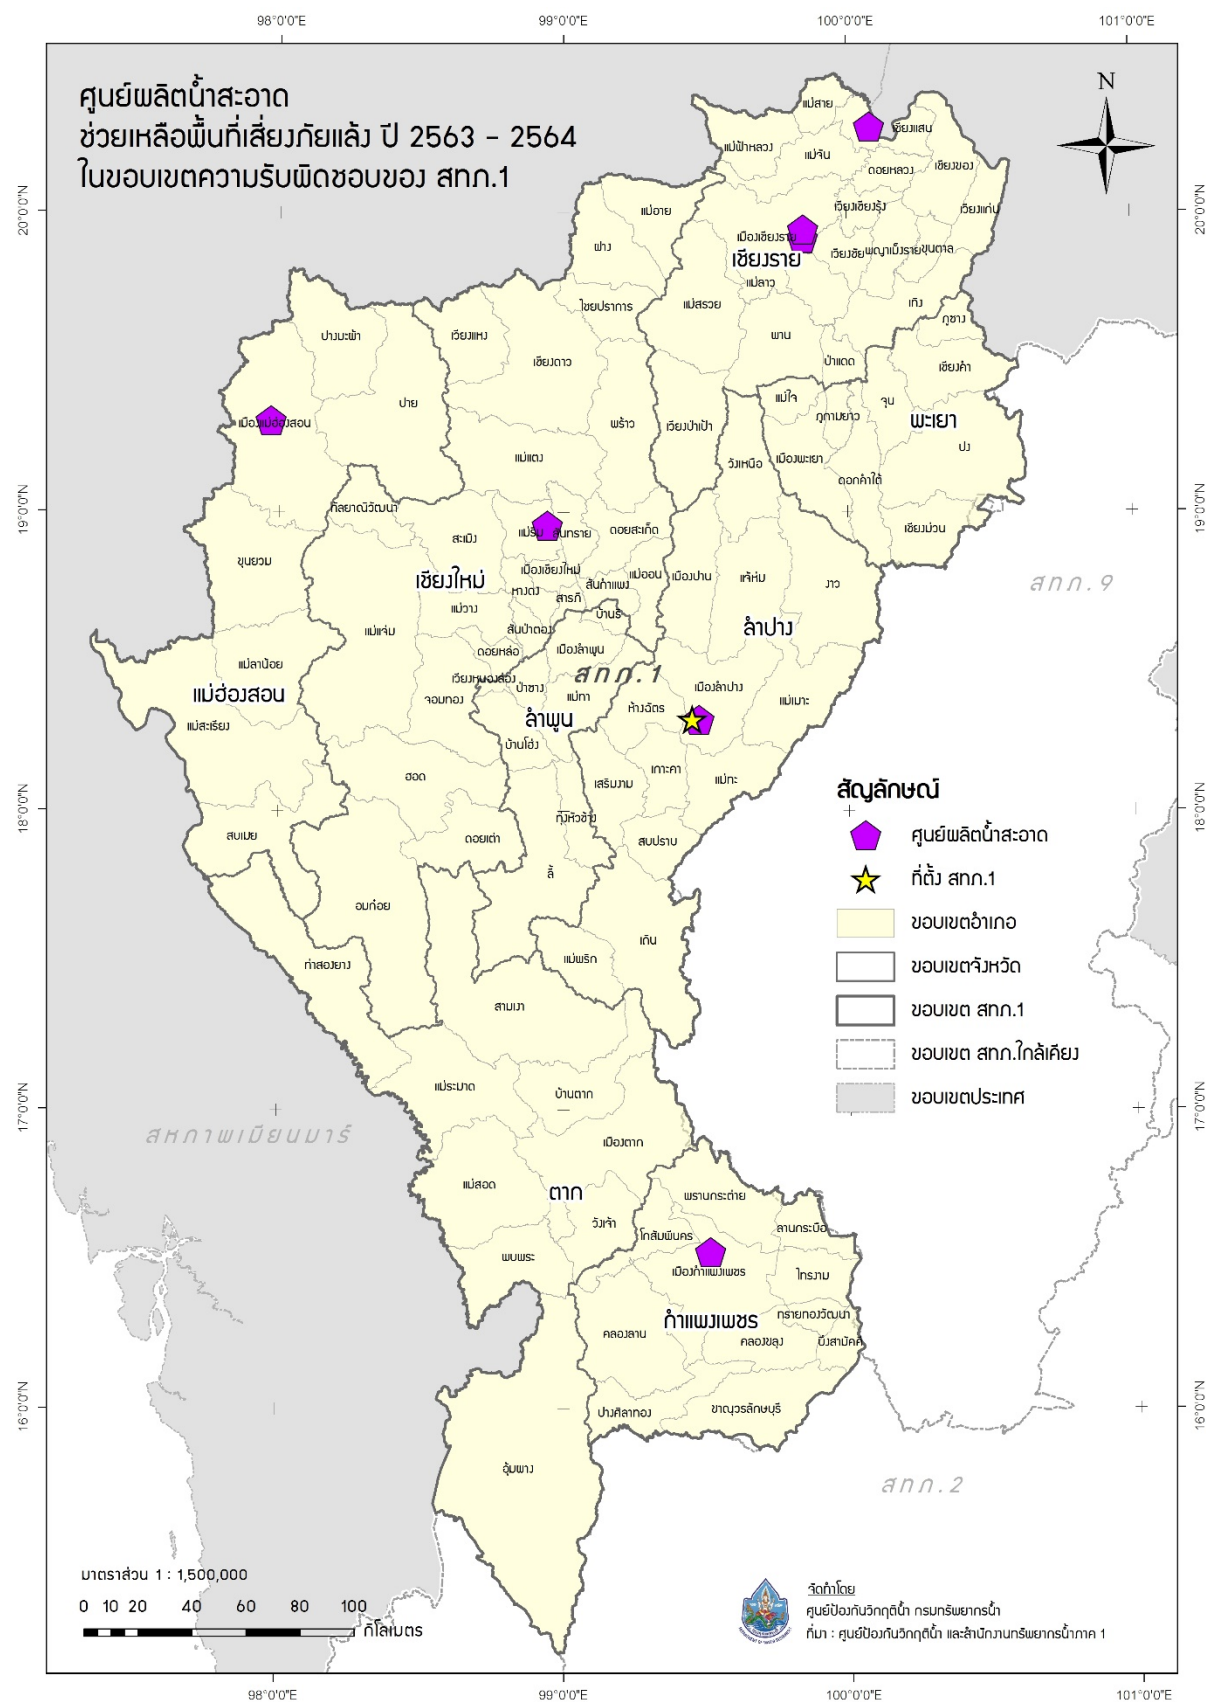 98°0'0"E
99°0'0"E
100°0'0"E
101°0'0"E
ศูนย์ผลิตน้ำสะอาด
ช่วยเหลือพื้นที่เสี่ยงภัยแล้ง ปี 2563 - 2564
ในขอบเขตความรับผิดชอบของ สทภ.1
N
20°0'0"N
20°0'0"N
แม่สาย
เชียงแสน
แม่ฟ้าหลวง
แม่จัน
ดอยหลวง
เชียงของ
แม่อาย
เวียงเชียงรุ้ง
เวียงแก่น
ฝาง
เมืองเชียงราย
เชียงราย
เวียงชัย
พญาเม็งราย
ขุนตาล
แม่ลาว
ไชยปราการ
แม่สรวย
เทิง
ภูซาง
ปางมะผ้า
เวียงแหง
พาน
เชียงดาว
ป่าแดด
เชียงคำ
ปาย
แม่ใจ
จุน
ภูกามยาว
พะเยา
เมืองแม่ฮ่องสอน
พร้าว
เวียงป่าเป้า
ปง
แม่แตง
วังเหนือ
เมืองพะเยา
ดอกคำใต้
19°0'0"N
19°0'0"N
กัลยาณิวัฒนา
สะเมิง
แม่ริม
สันทราย
ดอยสะเก็ด
เชียงม่วน
ขุนยวม
เชียงใหม่
เมืองเชียงใหม่
แม่ออน
เมืองปาน
แจ้ห่ม
งาว
สทภ.9
หางดง
สารภี
สันกำแพง
แม่วาง
บ้านธิ
แม่แจ่ม
สันป่าตอง
ลำปาง
ดอยหล่อ
เมืองลำพูน
แม่ลาน้อย
แม่ฮ่องสอน
เวียงหนองล่อง
สทภ.1
ป่าซาง
แม่ทา
เมืองลำปาง
จอมทอง
แม่เมาะ
ห้างฉัตร
แม่สะเรียง
ลำพูน
บ้านโฮ่ง
ฮอด
เสริมงาม
เกาะคา
แม่ทะ
18°0'0"N
18°0'0"N
สบเมย
ดอยเต่า
ทุ่งหัวช้าง
สบปราบ
ลี้
อมก๋อย
เถิน
ท่าสองยาง
แม่พริก
สามเงา
สัญลักษณ์
ศูนย์ผลิตน้ำสะอาด
ที่ตั้ง สทภ.1
ขอบเขตอำเภอ
ขอบเขตจังหวัด
ขอบเขต สทภ.1
ขอบเขต สทภ.ใกล้เคียง
ขอบเขตประเทศ
17°0'0"N
17°0'0"N
แม่ระมาด
บ้านตาก
สหภาพเมียนมาร์
เมืองตาก
แม่สอด
ตาก
พรานกระต่าย
วังเจ้า
โกสัมพีนคร
ลานกระบือ
พบพระ
เมืองกำแพงเพชร
ไทรงาม
กำแพงเพชร
ทรายทองวัฒนา
คลองลาน
คลองขลุง
บึงสามัคคี
16°0'0"N
16°0'0"N
ปางศิลาทอง
ขาณุวรลักษบุรี
อุ้มผาง
สทภ.2
มาตราส่วน 1 : 1,500,000
0 10 20 40 60 80 100
กิโลเมตร
จัดทำโดย
ศูนย์ป้องกันวิกฤติน้ำ กรมทรัพยากรน้ำ
ที่มา : ศูนย์ป้องกันวิกฤติน้ำ และสำนักงานทรัพยากรน้ำภาค 1
98°0'0"E
99°0'0"E
100°0'0"E
101°0'0"E